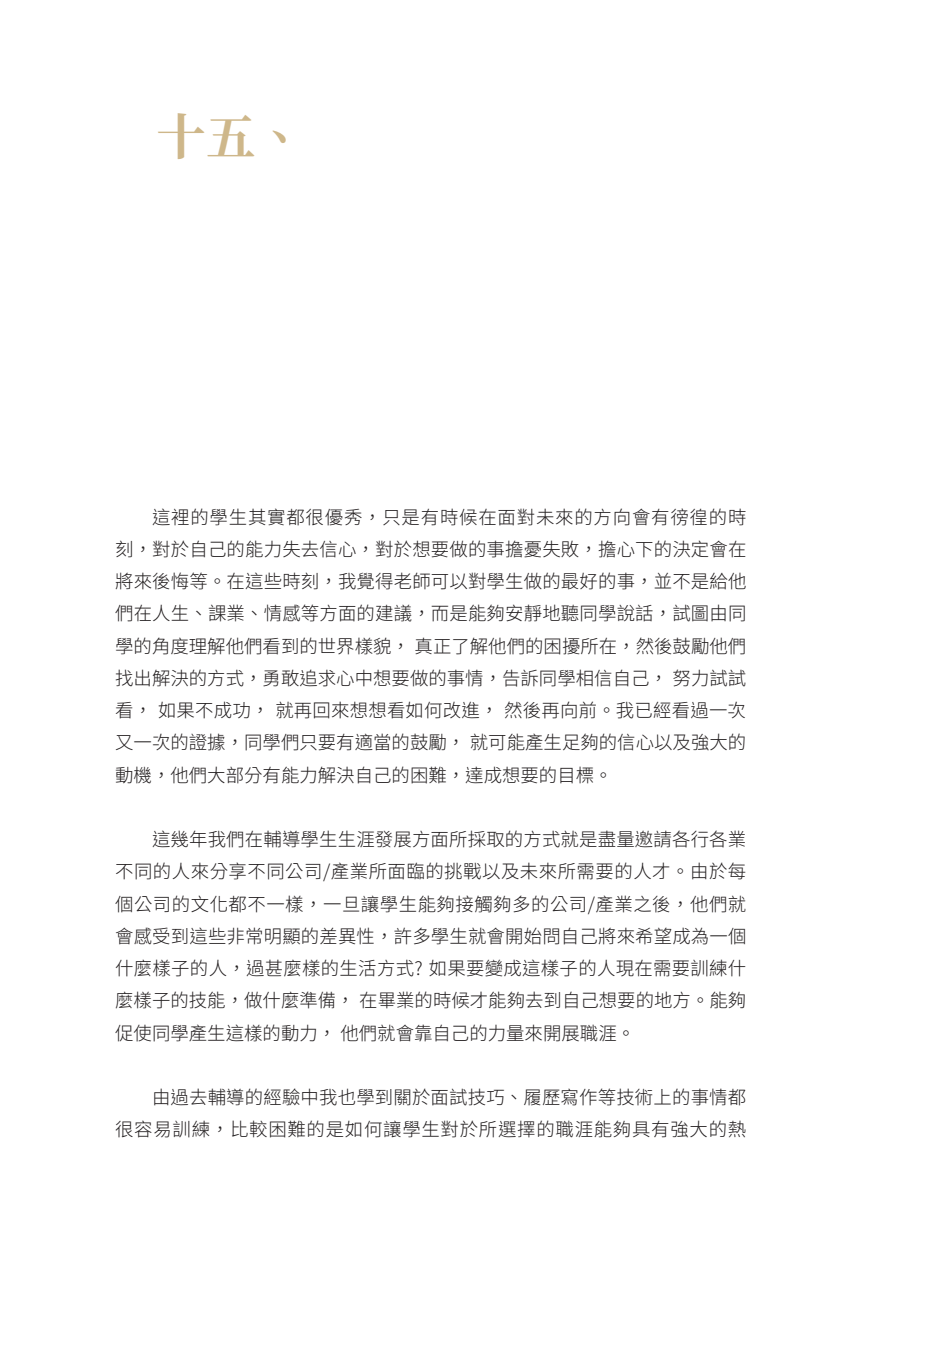 十五、
這裡的學生其實都很優秀，只是有時候在面對未來的方向會有徬徨的時
刻，對於自己的能力失去信心，對於想要做的事擔憂失敗，擔心下的決定會在
將來後悔等。在這些時刻，我覺得老師可以對學生做的最好的事，並不是給他
們在人生、課業、情感等方面的建議，而是能夠安靜地聽同學說話，試圖由同
學的角度理解他們看到的世界樣貌， 真正了解他們的困擾所在，然後鼓勵他們
找出解決的方式，勇敢追求心中想要做的事情，告訴同學相信自己， 努力試試
看， 如果不成功， 就再回來想想看如何改進， 然後再向前。我已經看過一次
又一次的證據，同學們只要有適當的鼓勵， 就可能產生足夠的信心以及強大的
動機，他們大部分有能力解決自己的困難，達成想要的目標。
這幾年我們在輔導學生生涯發展方面所採取的方式就是盡量邀請各行各業
不同的人來分享不同公司/產業所面臨的挑戰以及未來所需要的人才。由於每
個公司的文化都不一樣，一旦讓學生能夠接觸夠多的公司/產業之後，他們就
會感受到這些非常明顯的差異性，許多學生就會開始問自己將來希望成為一個
什麼樣子的人，過甚麼樣的生活方式? 如果要變成這樣子的人現在需要訓練什
麼樣子的技能，做什麼準備， 在畢業的時候才能夠去到自己想要的地方。能夠
促使同學產生這樣的動力， 他們就會靠自己的力量來開展職涯。
由過去輔導的經驗中我也學到關於面試技巧、履歷寫作等技術上的事情都
很容易訓練，比較困難的是如何讓學生對於所選擇的職涯能夠具有強大的熱